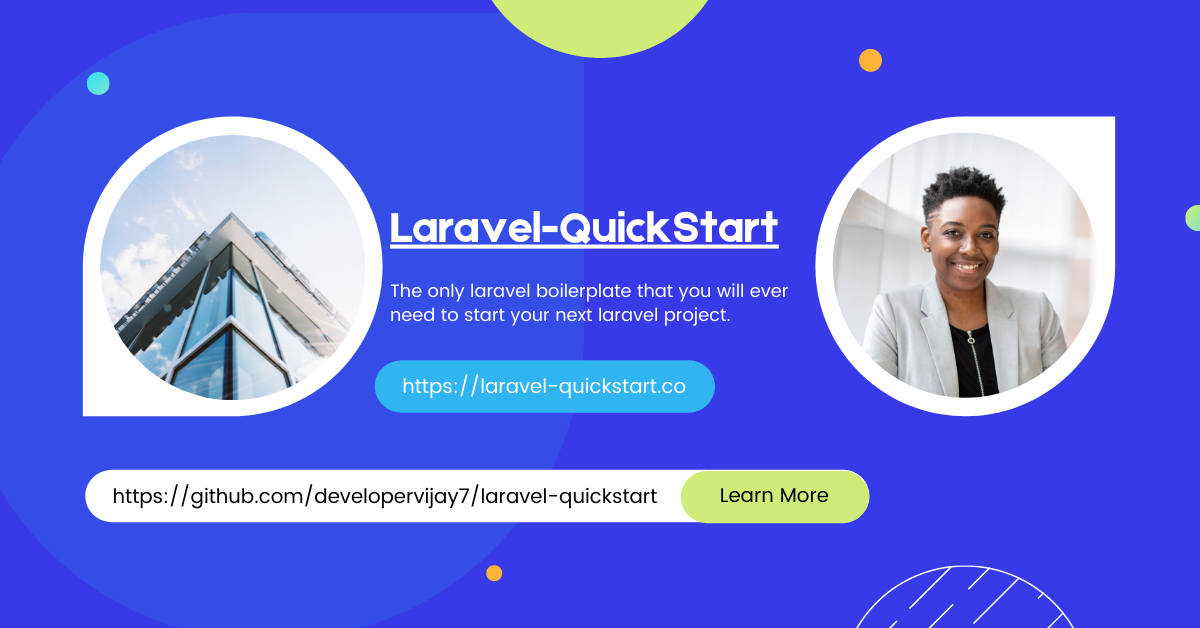 Laravel-QuickStart
The only laravel boilerplate that you will ever
need to start your next laravel project.
https://laravel-quickstart.co
https://github.com/developervijay7/laravel-quickstart
Learn More